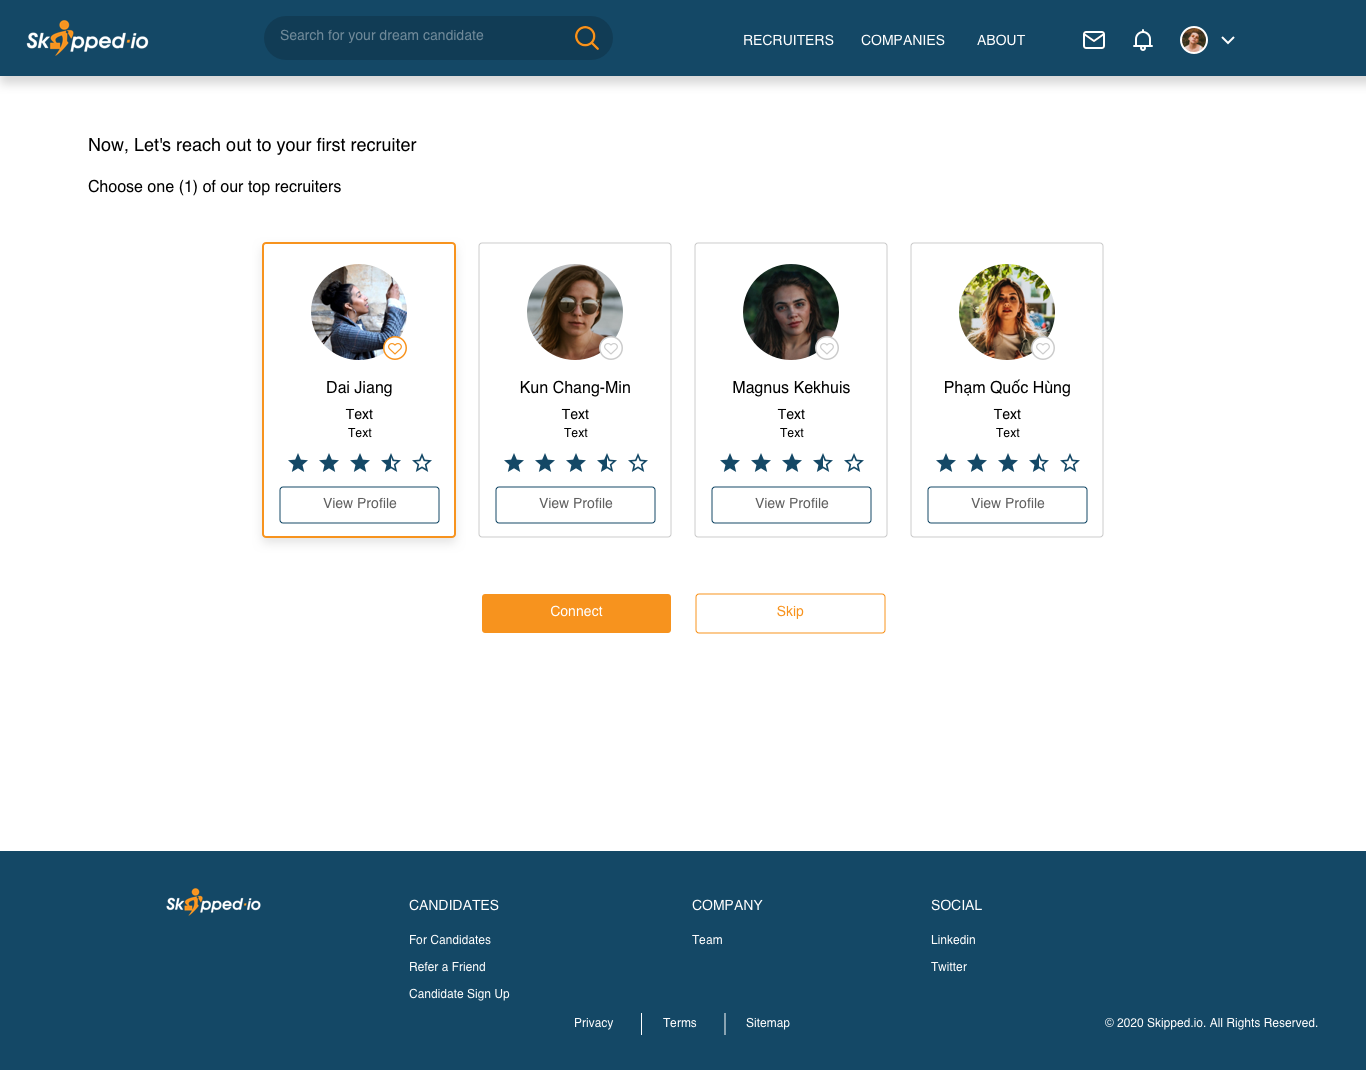 Skipped.io
Search for your dream candidate
RECRUITERS
COMPANIES
ABOUT
Now, Let's reach out to your first recruiter
Choose one (1) of our top recruiters
Dai Jiang
Text
Text
View Profile
Kun Chang-Min
Text
Text
View Profile
Magnus Kekhuis
Text
Text
View Profile
Phạm Quốc Hùng
Text
Text
View Profile
Connect
Skip
Skipped.io
CANDIDATES
For Candidates
Refer a Friend
Candidate Sign Up
COMPANY
Team
SOCIAL
Linkedin
Twitter
Privacy
Terms
Sitemap
© 2020 Skipped.io. All Rights Reserved.